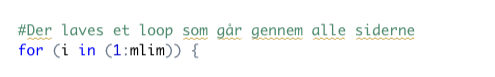 #Der laves et loop som går gennem alle siderne
for (i in (1:mlim)) {